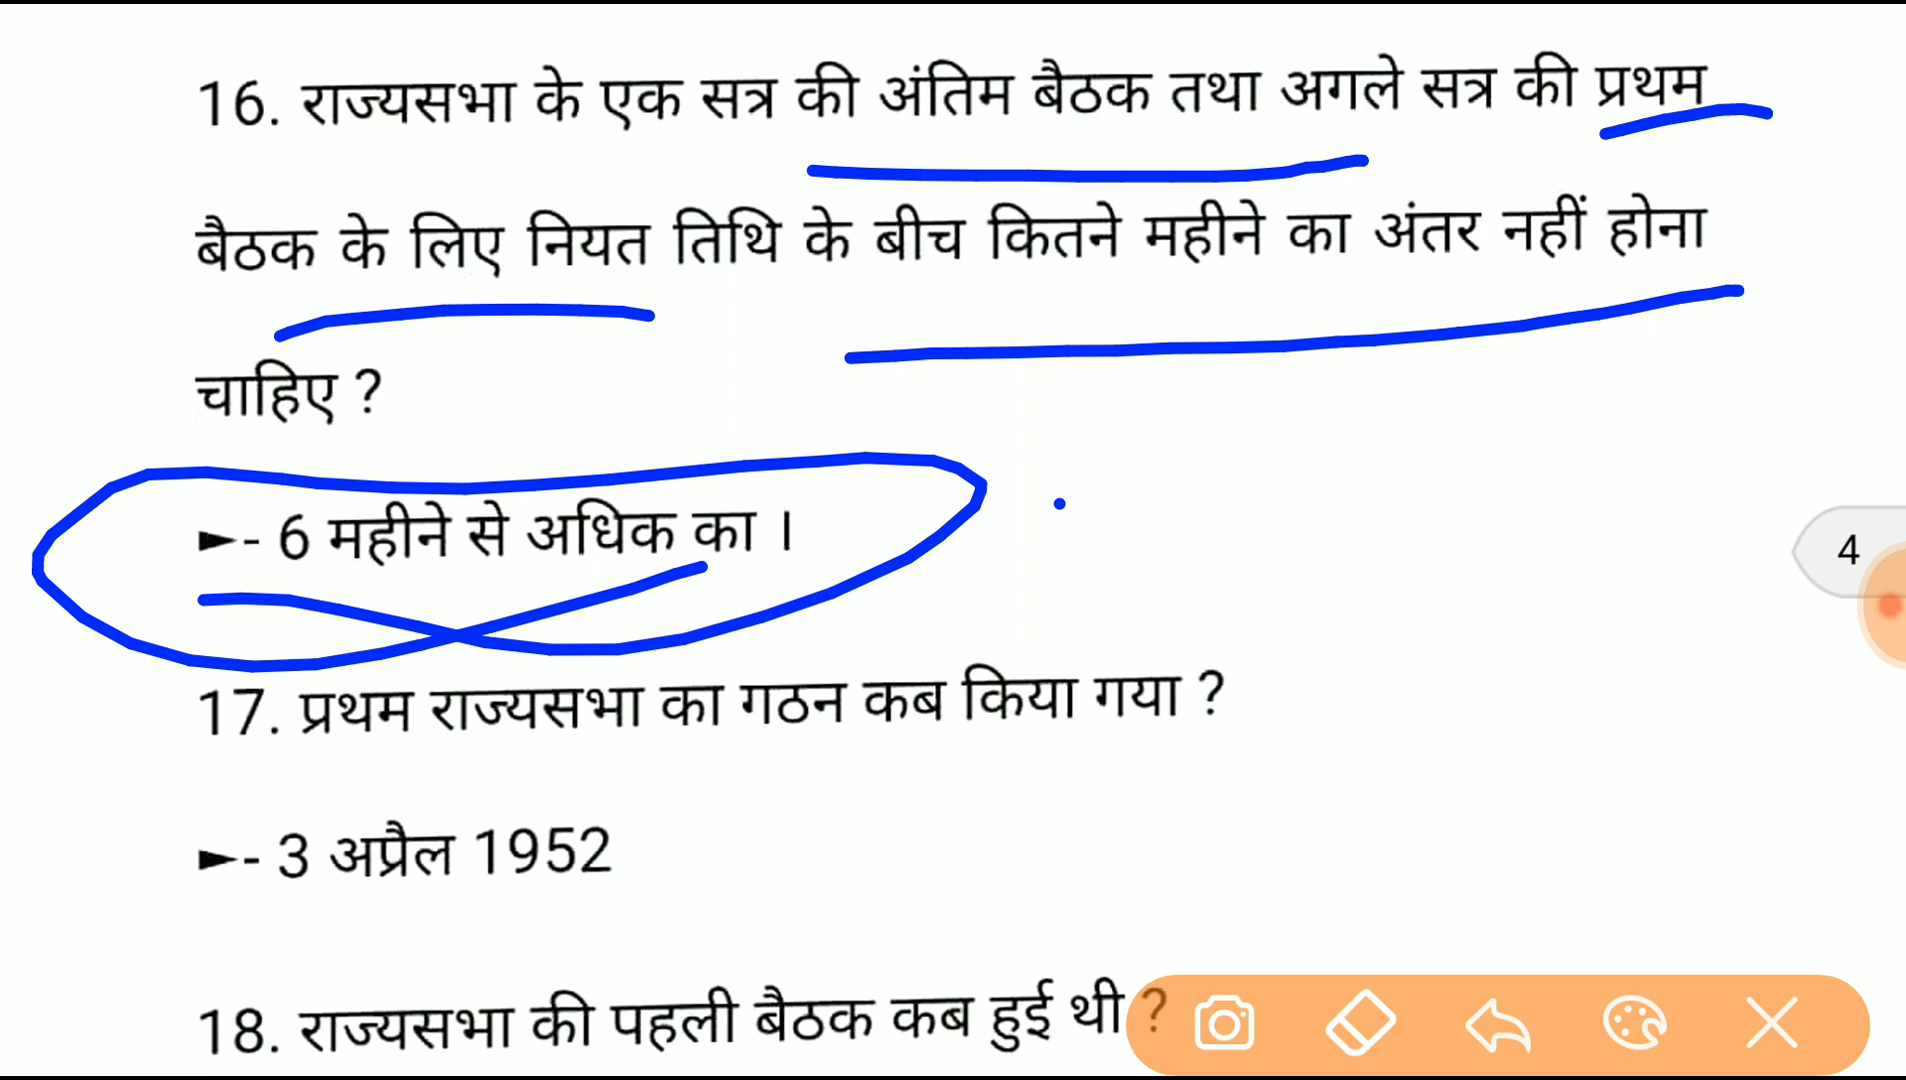 16. राज्यसभा के एक सत्र की अंतिम बैठक तथा अगले सत्र की प्रथम
बैठक के लिए नियत तिथि के बीच कितने महीने का अंतर नहीं होना
चाहिए ?
►- 6 महीने से अधिक का ।
4
17. प्रथम राज्यसभा का गठन कब किया गया ?
►- 3 अप्रैल 1952
18. राज्यसभा की पहली बैठक कब हुई थी ?